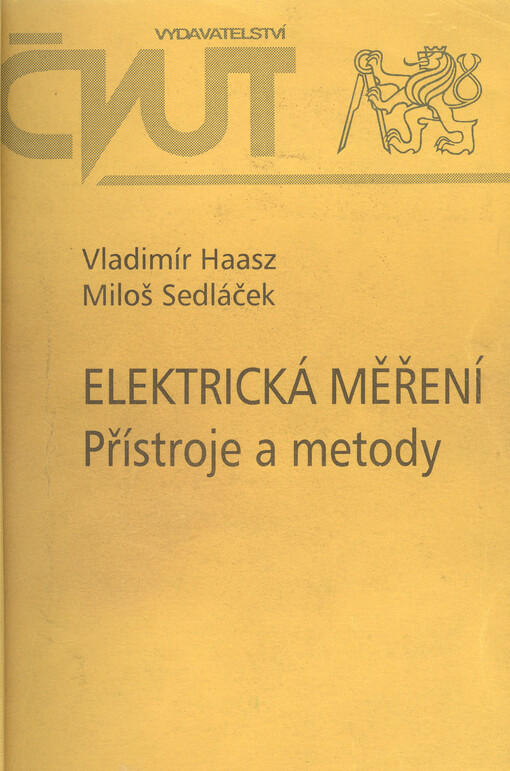 VYDAVATELSTVÍ
ČVUT
Vladimír Haasz
Miloš Sedláček
ELEKTRICKÁ MĚŘENÍ
Přístroje a metody